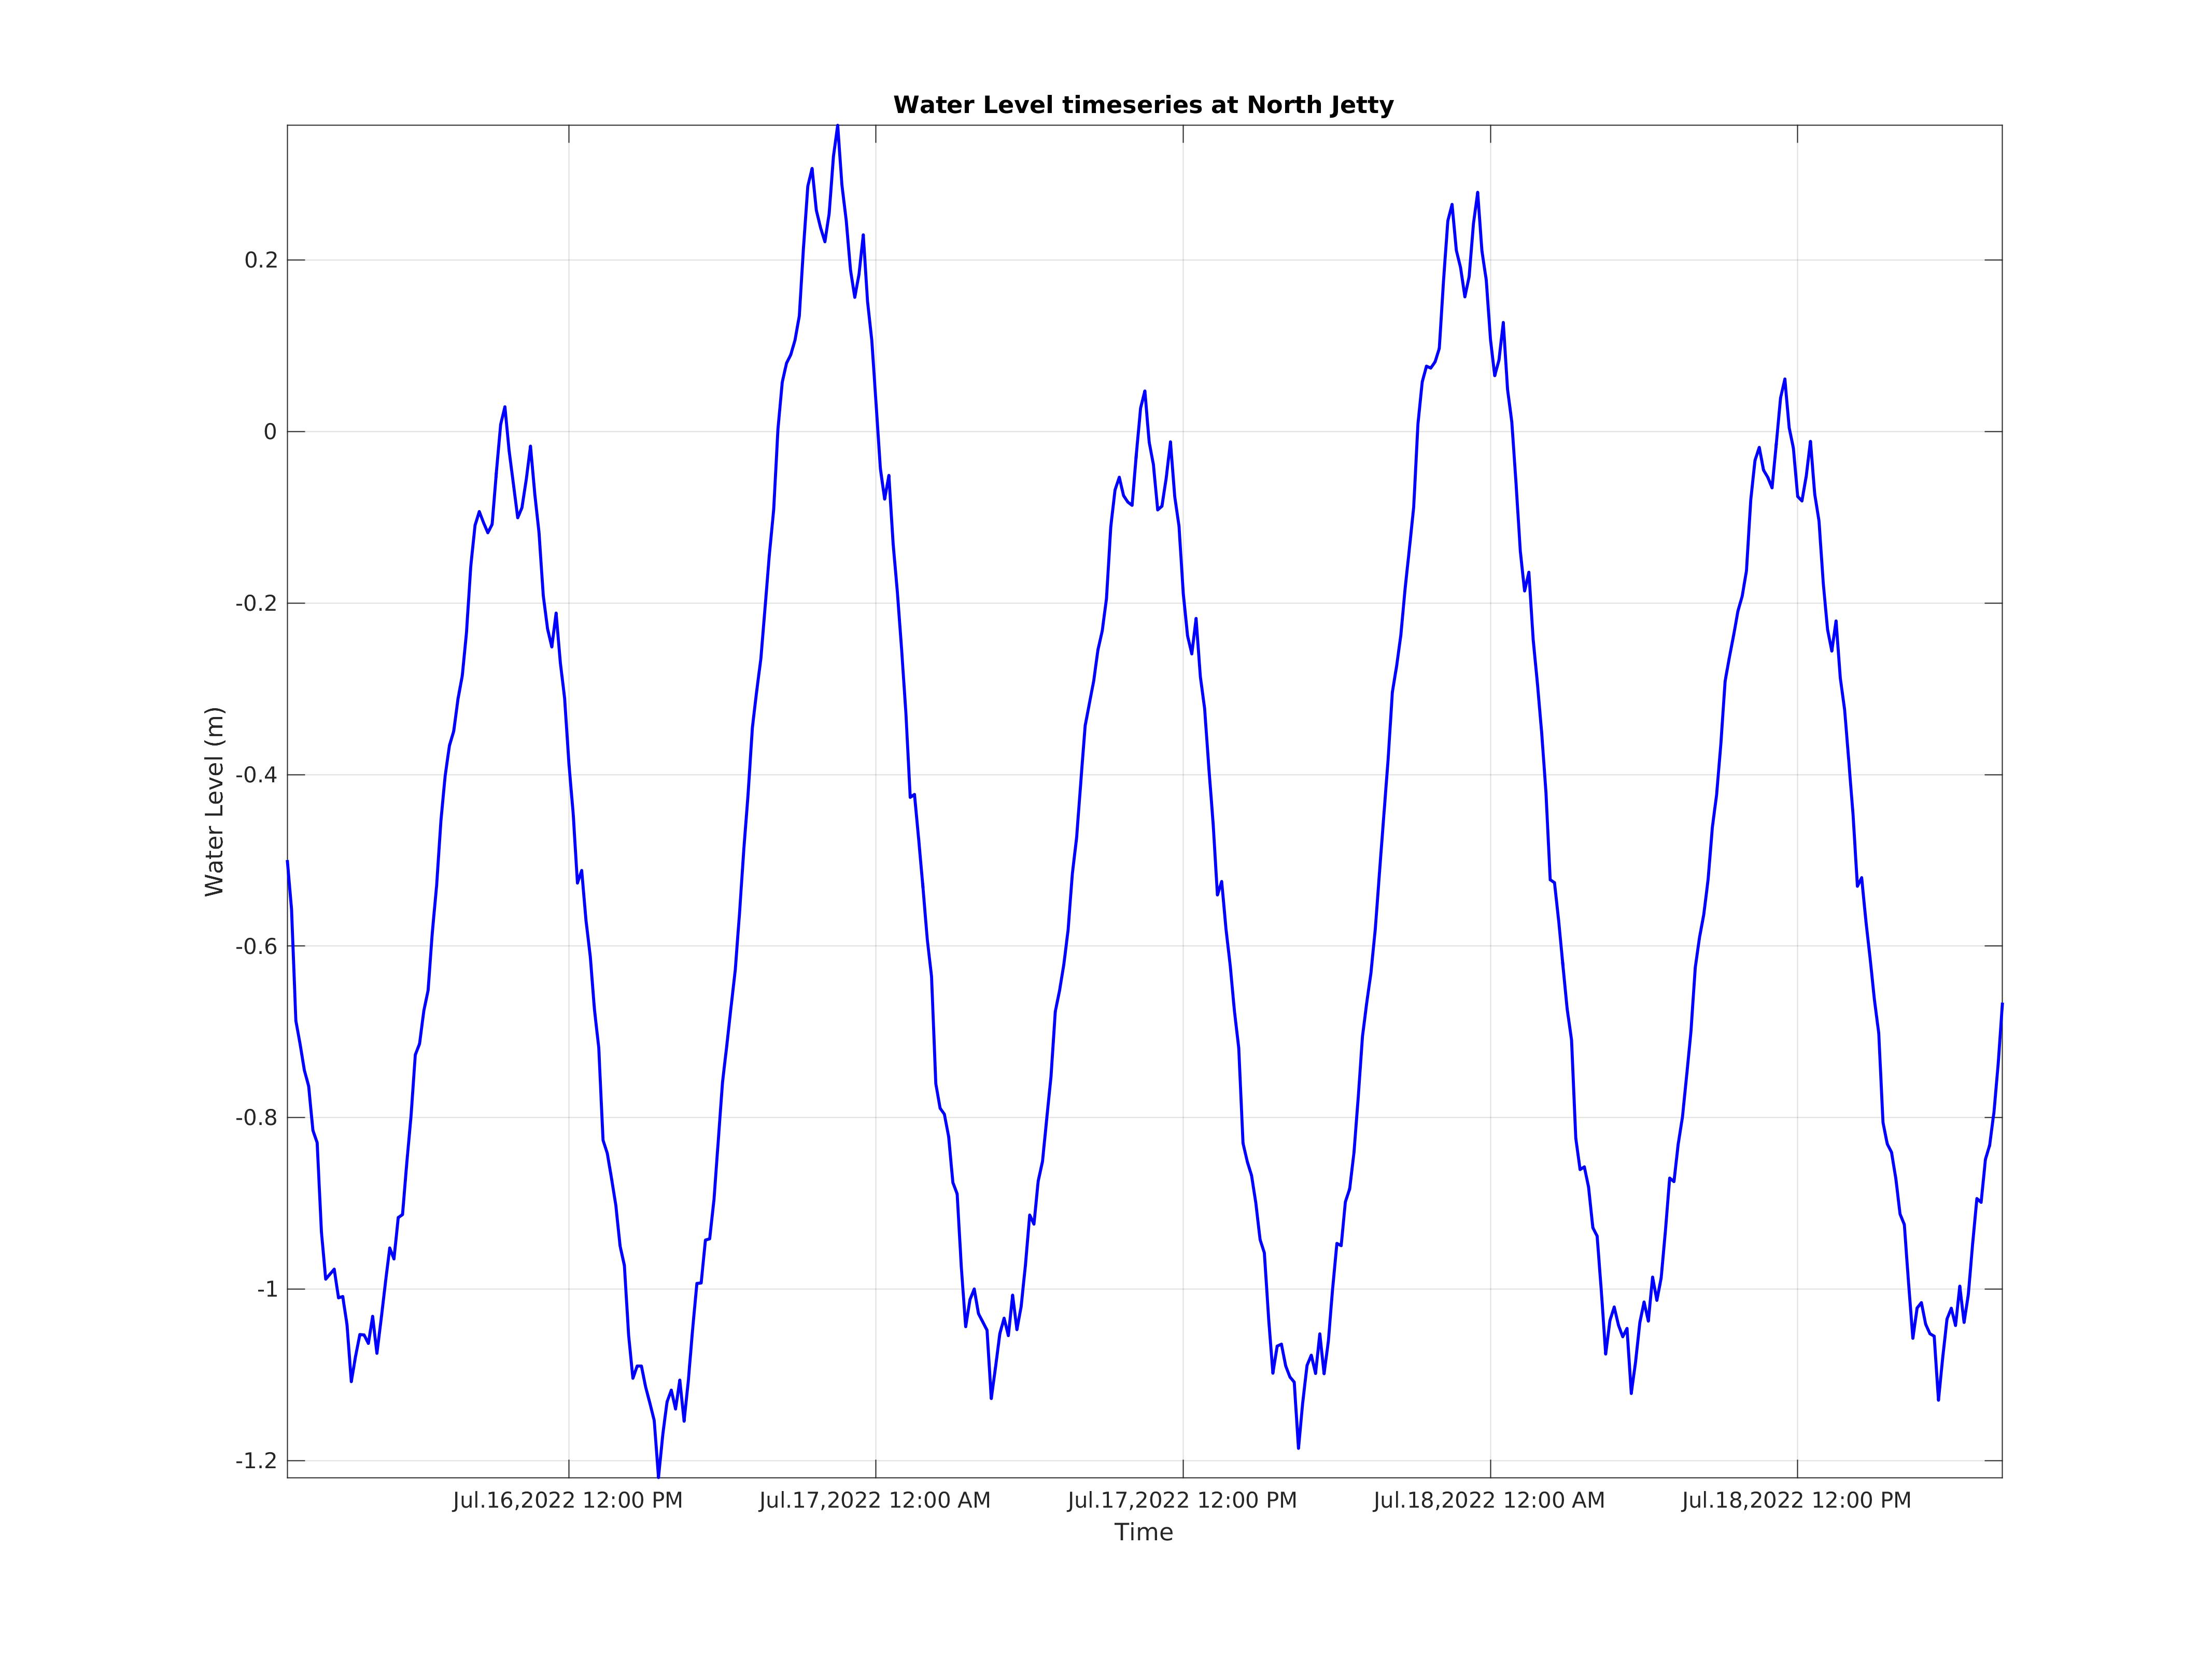 Water Level timeseries at North Jetty
0.2
0
-0.2
-0.4
-0.6
-0.8
-1
-1.2
Water Level (m)
Jul.16,2022 12:00 PM
Jul.17,2022 12:00 AM
Jul.17,2022 12:00 PM
Jul.18,2022 12:00 AM
Jul.18,2022 12:00 PM
Time